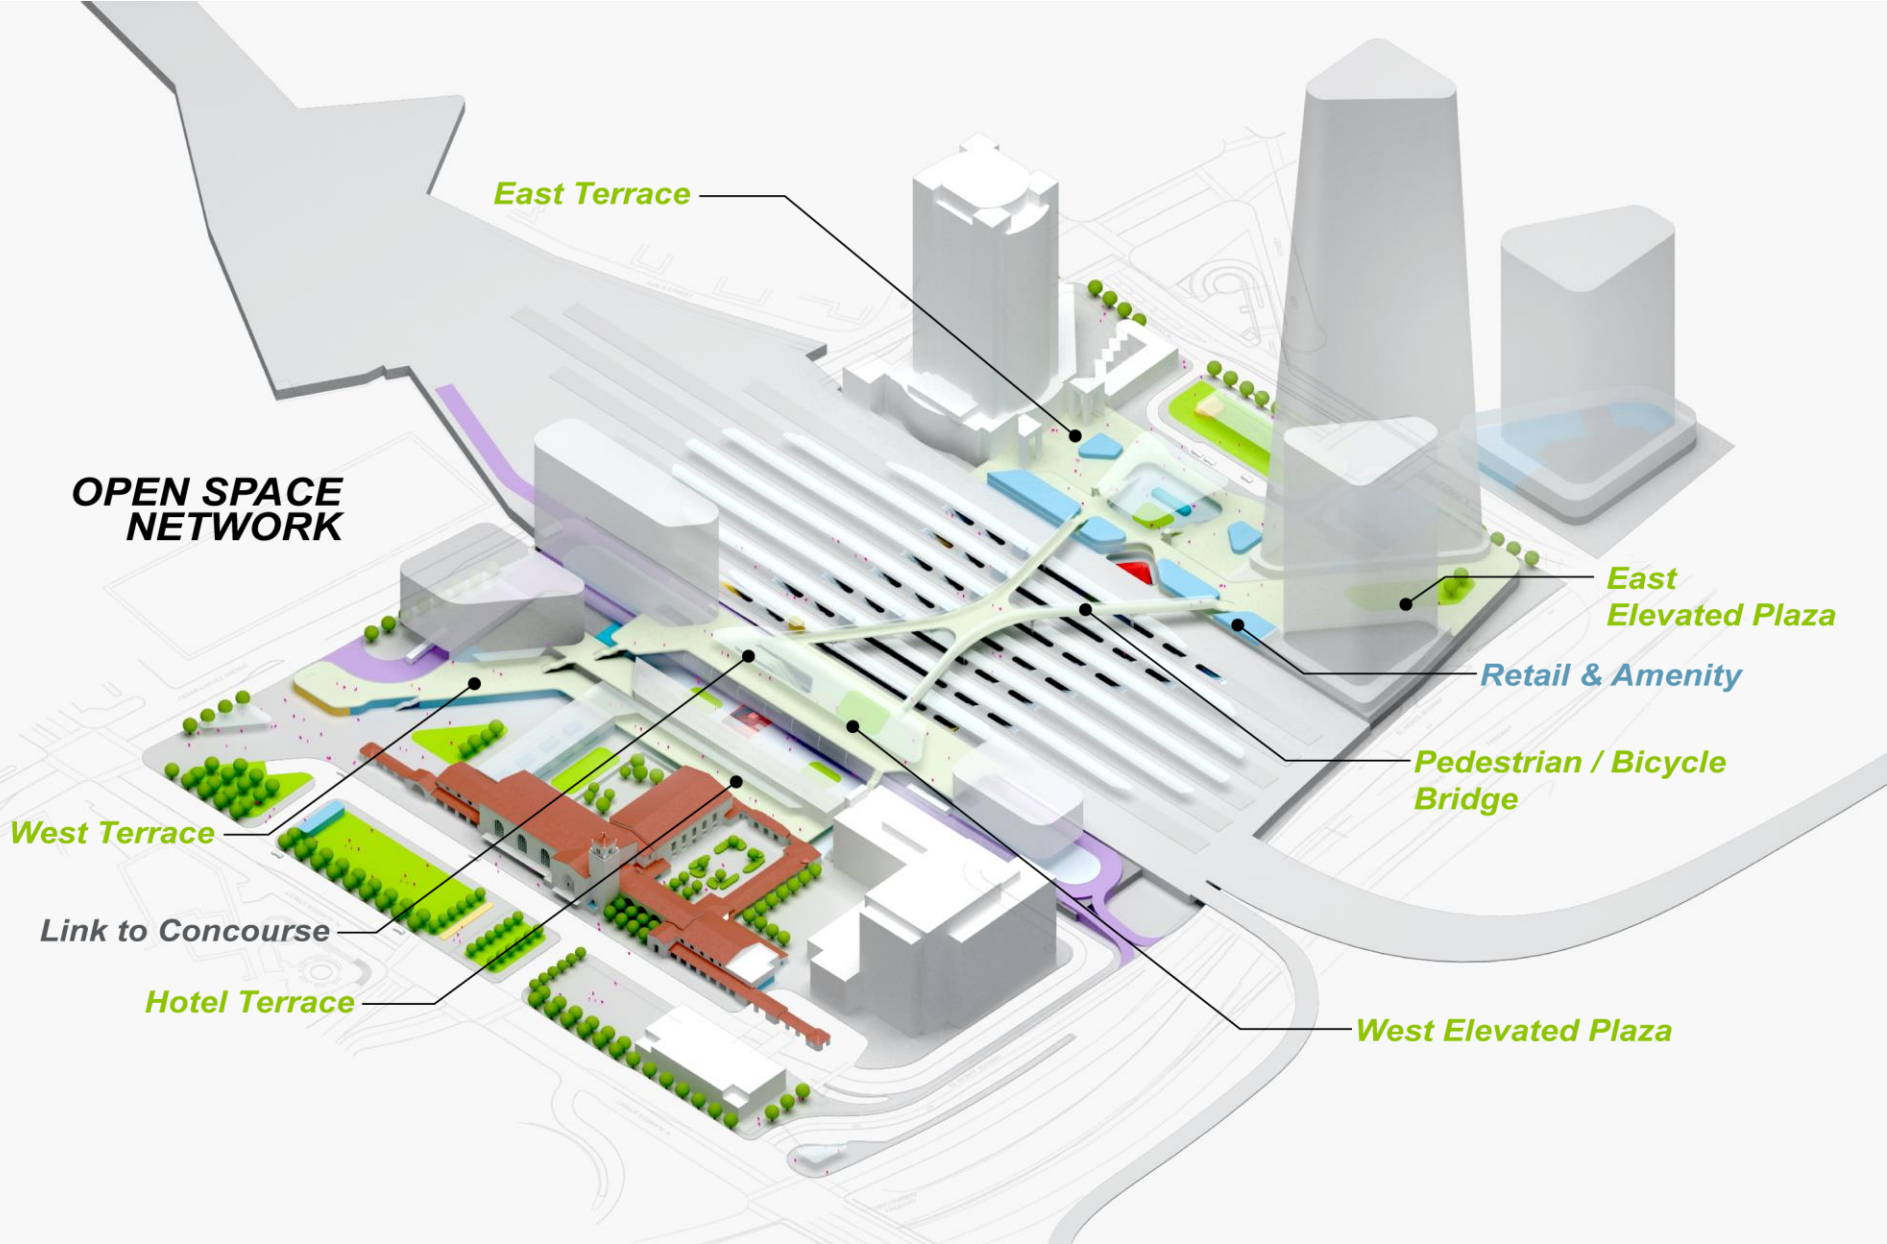 East Terrace
OPEN SPACE
NETWORK
East
Elevated Plaza
Retail & Amenity
Pedestrian / Bicycle
Bridge
West Terrace
Link to Concourse
Hotel Terrace
West Elevated Plaza